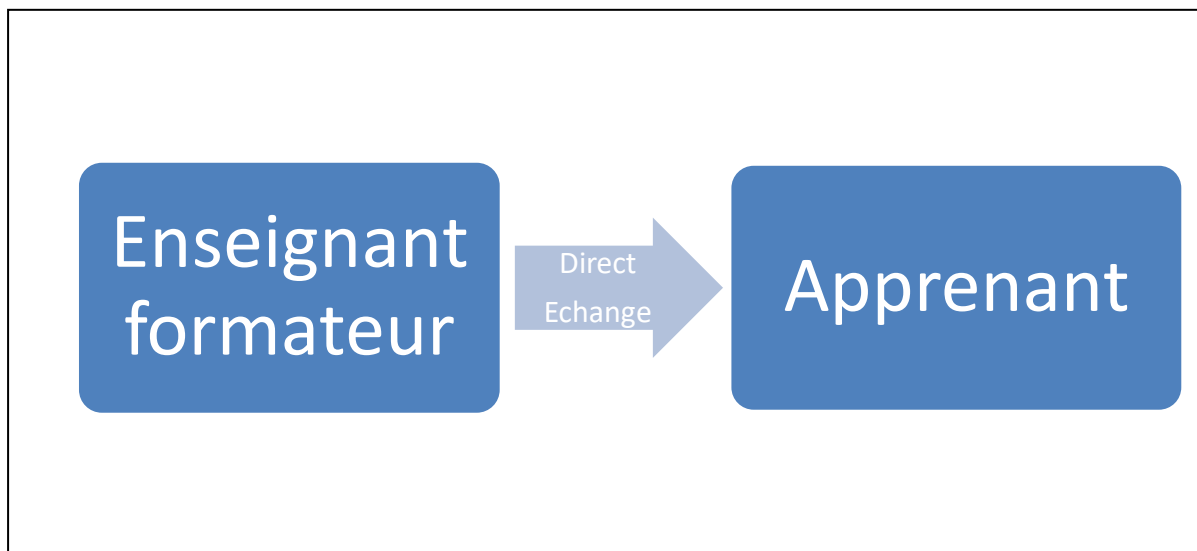 Enseignant
formateur
Direct
Echange
Apprenant